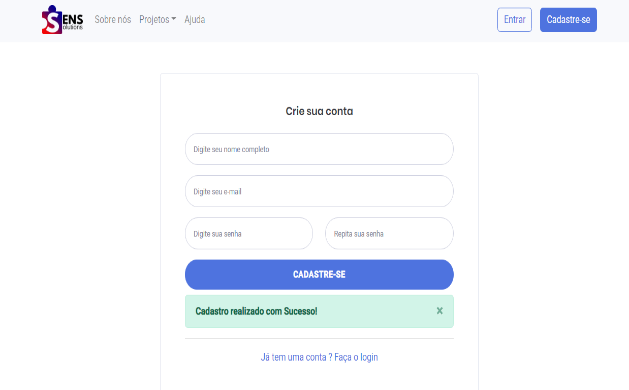 SENS
solutions
Sobre nós Projetos Ajuda Entrar Cadastre-se
Crie sua conta
Digite seu nome completo
Digite seu e-mail
Digite sua senha Repita sua senha
CADASTRE-SE
Cadastro realizado com Sucesso! ×
Já tem uma conta ? Faça o login